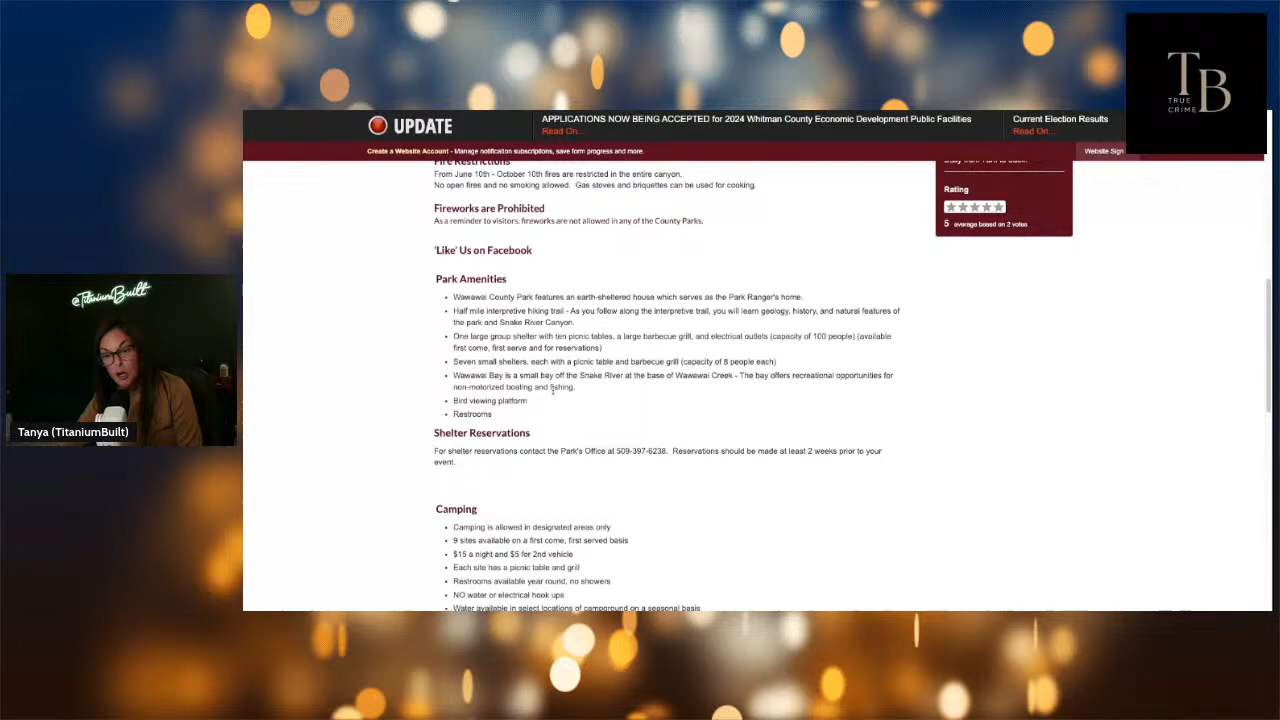 TB
TRUE
CRIME
UPDATE
APPLICATIONS NOW BEING ACCEPTED for 2024 Whitman County Economic Development Public Facilities
Read On...
Current Election Results
Read On...
Create a Website Account - Manage notification subscriptions, save form progress and more.
Website Sign
Fire Restrictions
From June 10th - October 10th fires are restricted in the entire canyon.
No open fires and no smoking allowed. Gas stoves and briquettes can be used for cooking.
Rating
5 average based on 2 votes
Fireworks are Prohibited
As a reminder to visitors, fireworks are not allowed in any of the County Parks.
'Like' Us on Facebook
Park Amenities
• Wawawai County Park features an earth-sheltered house which serves as the Park Ranger's home.
• Half mile interpretive hiking trail - As you follow along the interpretive trail, you will learn geology, history, and natural features of
the park and Snake River Canyon.
• One large group shelter with ten picnic tables, a large barbecue grill, and electrical outlets (capacity of 100 people) (available
first come, first serve and for reservations)
• Seven small shelters, each with a picnic table and barbecue grill (capacity of 8 people each)
• Wawawai Bay is a small bay off the Snake River at the base of Wawawai Creek - The bay offers recreational opportunities for
non-motorized boating and fishing.
• Bird viewing platform
• Restrooms
Shelter Reservations
For shelter reservations contact the Park's Office at 509-397-6238. Reservations should be made at least 2 weeks prior to your
event.
Camping
• Camping is allowed in designated areas only
• 9 sites available on a first come, first served basis
• $15 a night and $5 for 2nd vehicle
• Each site has a picnic table and grill
• Restrooms available year round, no showers
• NO water or electrical hook ups
• Water available in select locations of campground on a seasonal basis
@TitaniumBuilt
Tanya (TitaniumBuilt)